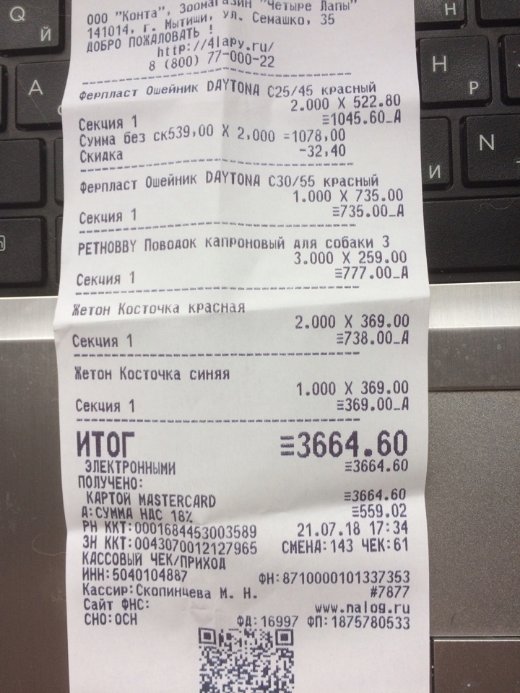 ООО "Конта", Зоомагазин "Четыре Лапы"
141014, г. Мытищи, ул. Семашко, 35
ДОБРО ПОЖАЛОВАТЬ !
http://4lapy.ru/
8 (800) 77-000-22
Ферпласт Ошейник DAYTONA C25/45 красный
2.000 X 522.80
Секция 1 ≡1045.60_А
Сумма без ск539,00 X 2,000 =1078,00
Скидка -32,40
Ферпласт Ошейник DAYTONA C30/55 красный
1.000 X 735.00
Секция 1 ≡735.00_А
PETHOBBY Поводок капроновый для собаки 3
3.000 X 259.00
Секция 1 ≡777.00_А
Жетон Косточка красная
2.000 X 369.00
Секция 1 ≡738.00_А
Жетон Косточка синяя
1.000 X 369.00
Секция 1 ≡369.00_А
ИТОГ ≡3664.60
ЭЛЕКТРОННЫМИ ≡3664.60
ПОЛУЧЕНО:
КАРТОЙ MASTERCARD ≡3664.60
А:СУММА НДС 18% ≡559.02
РН ККТ:0001684453003589 21.07.18 17:34
ЗН ККТ:0043070012127965 СМЕНА:143 ЧЕК:61
КАССОВЫЙ ЧЕК/ПРИХОД
ИНН:5040104887 ФН:8710000101337353
Кассир:Скопинцева М. Н. #7877
Сайт ФНС: www.nalog.ru
СНО:ОСН ФД:16997 ФП:1875780533
Q
Й
A
Z
N
И